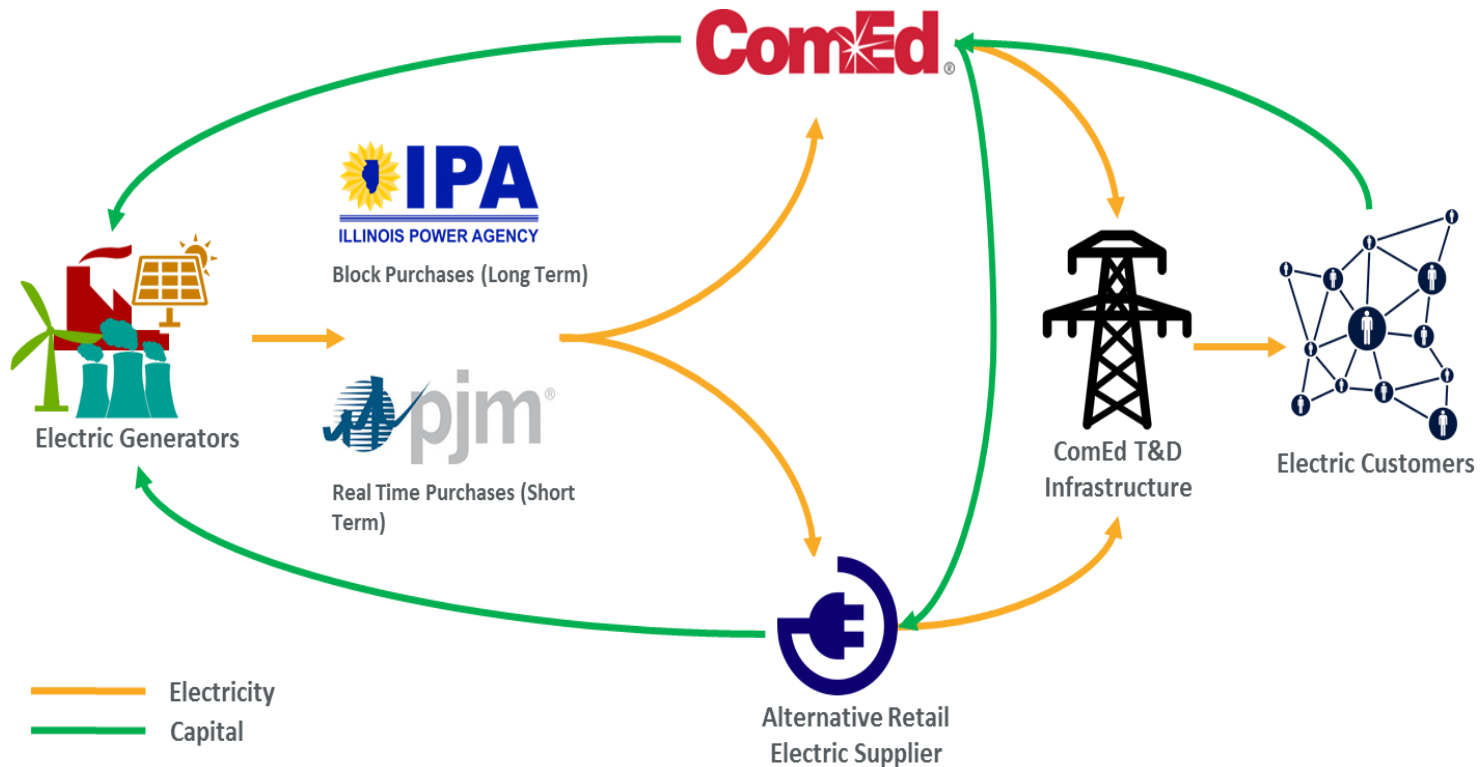 ComEd®
IPA
ILLINOIS POWER AGENCY
Block Purchases (Long Term)
Electric Generators
pjm®
Real Time Purchases (Short
Term)
ComEd T&D
Infrastructure
Electric Customers
Alternative Retail
Electric Supplier
Electricity
Capital